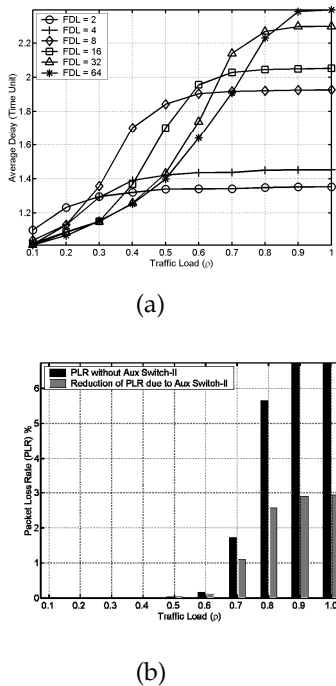 2.4
2.2
2
1.8
1.6
1.4
1.2
Average Delay (Time Unit)
FDL = 2
FDL = 4
FDL = 8
FDL = 16
FDL = 32
FDL = 64
0.1 0.2 0.3 0.4 0.5 0.6 0.7 0.8 0.9 1
Traffic Load (ρ)
(a)
6
5
4
3
2
1
0
Packet Loss Rate (PLR) %
PLR without Aux Switch-II
Reduction of PLR due to Aux Switch-II
0.1 0.2 0.3 0.4 0.5 0.6 0.7 0.8 0.9 1.0
Traffic Load (ρ)
(b)